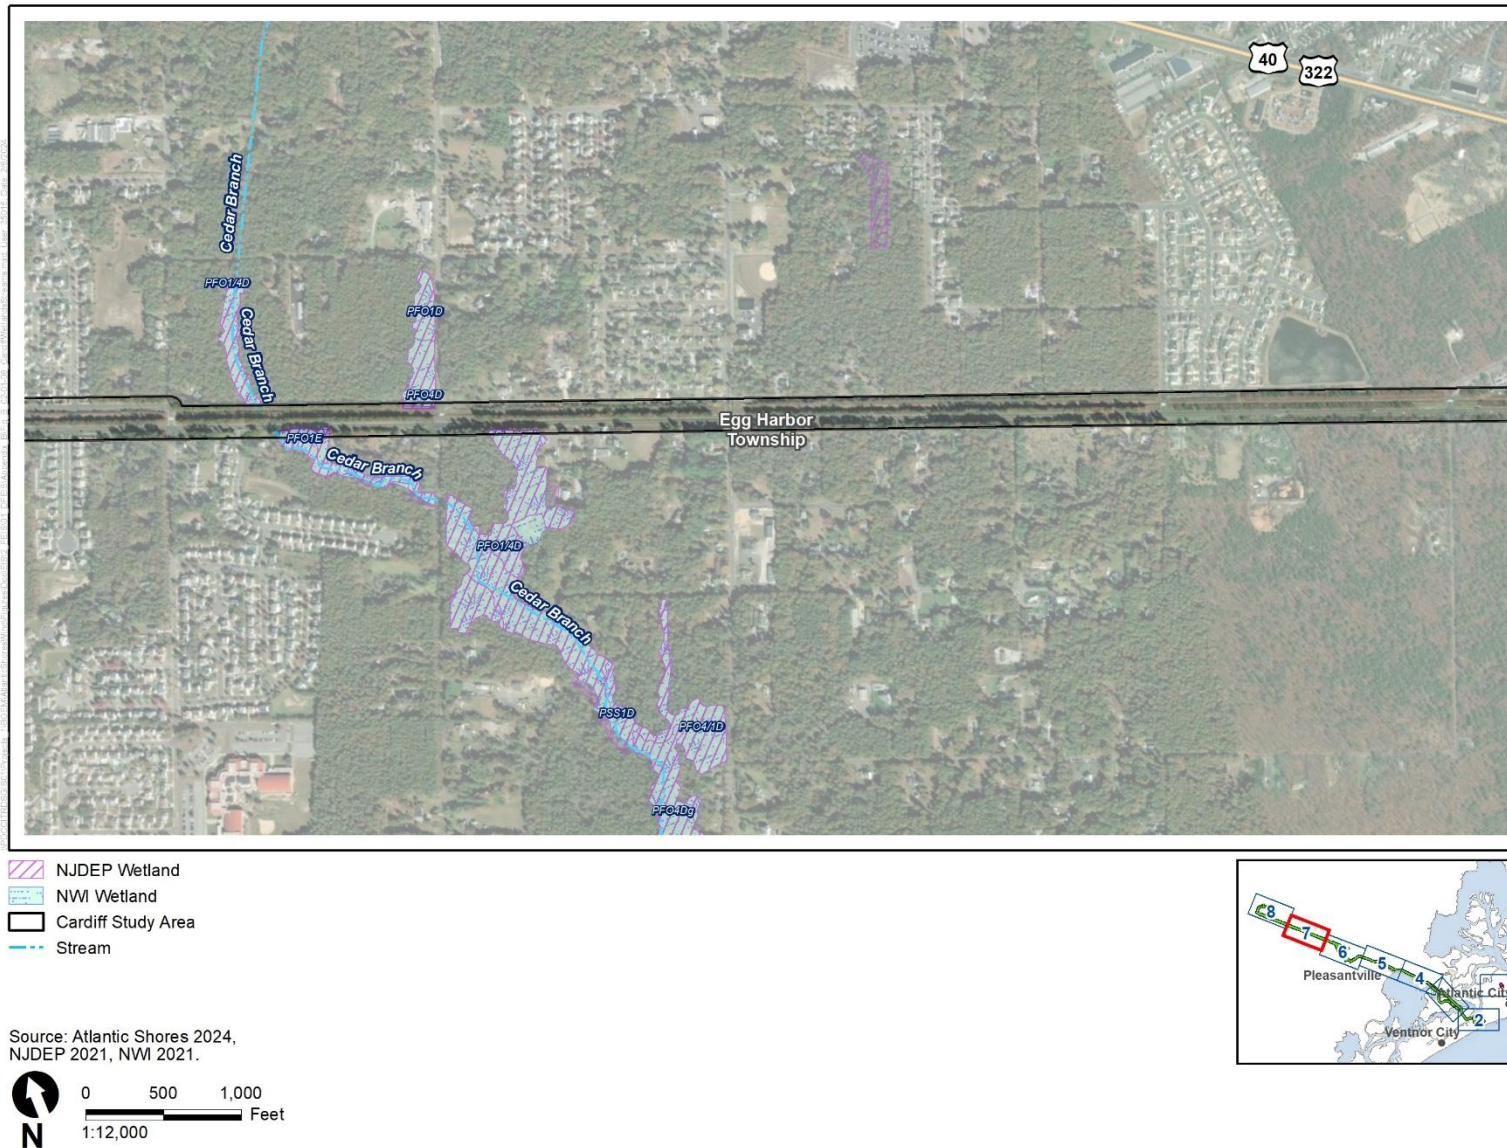 40
322
Cedar Branch
PFO1/4D
PFO1D
Cedar Branch
PFO4D
Egg Harbor
Township
PFO1E
Cedar Branch
PFO1/4D
Cedar Branch
PSS1D
PFO4/1D
PFO4Dg
NJDEP Wetland
NWI Wetland
Cardiff Study Area
Stream
8
7
6
5
4
Pleasantville
Atlantic City
2
Ventnor City
Source: Atlantic Shores 2024,
NJDEP 2021, NWI 2021.
0 500 1,000
Feet
1:12,000
N